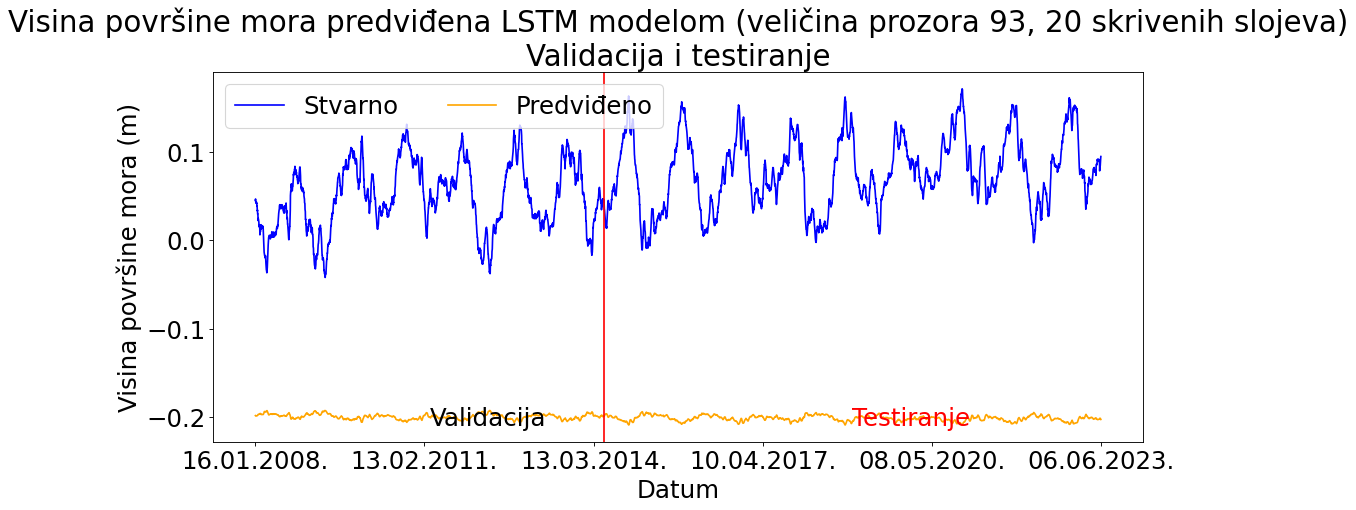 Visina površine mora predviđena LSTM modelom (veličina prozora 93, 20 skrivenih slojeva)
Validacija i testiranje
Stvarno
Predviđeno
Visina površine mora (m)
0.1
0.0
−0.1
−0.2
Validacija
Testiranje
16.01.2008.
13.02.2011.
13.03.2014.
10.04.2017.
08.05.2020.
06.06.2023.
Datum